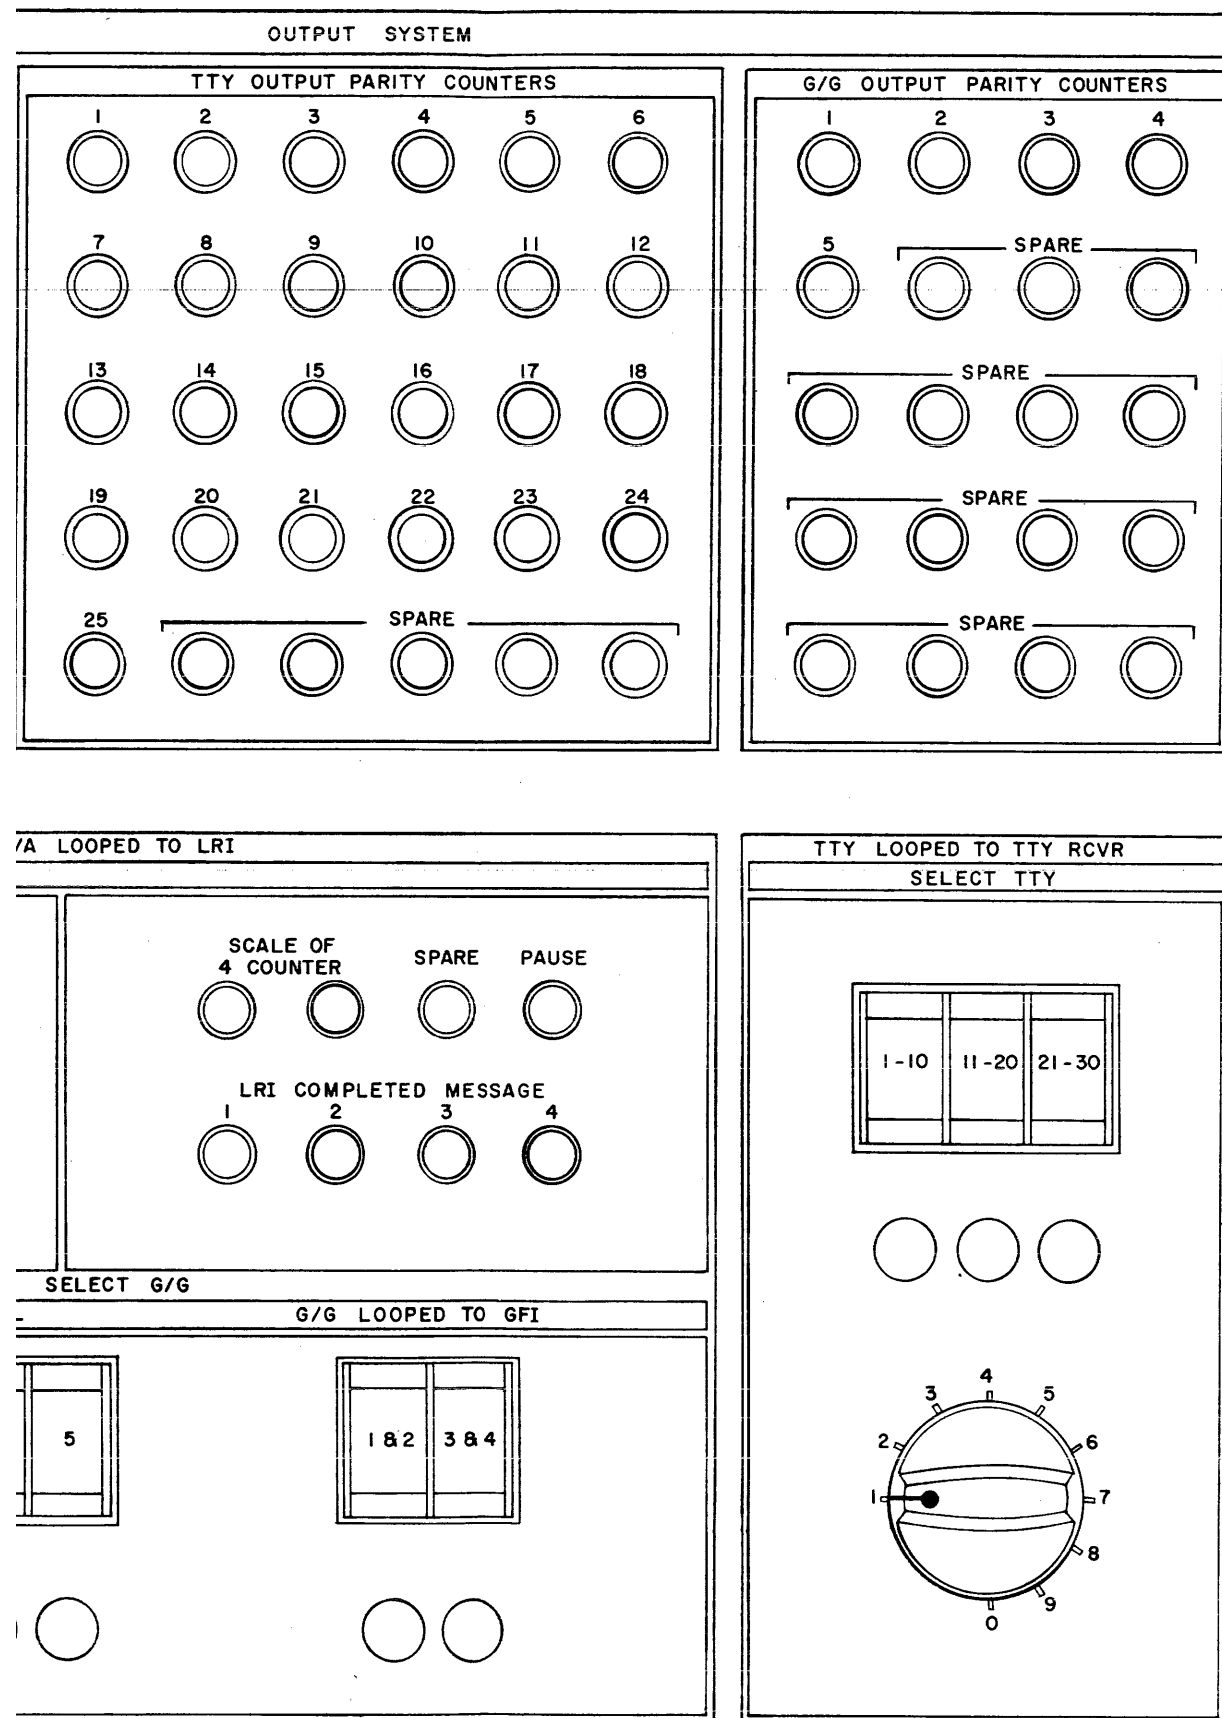 OUTPUT SYSTEM
TTY OUTPUT PARITY COUNTERS
1 2 3 4 5 6
7 8 9 10 11 12
13 14 15 16 17 18
19 20 21 22 23 24
25 SPARE
G/G OUTPUT PARITY COUNTERS
1 2 3 4
5 SPARE
SPARE
SPARE
SPARE
/A LOOPED TO LRI
SCALE OF
4 COUNTER SPARE PAUSE
LRI COMPLETED MESSAGE
1 2 3 4
SELECT G/G
G/G LOOPED TO GFI
5
1 & 2 3 & 4
TTY LOOPED TO TTY RCVR
SELECT TTY
1-10 11-20 21-30
4
3 5
2 6
1 7
8
9
0